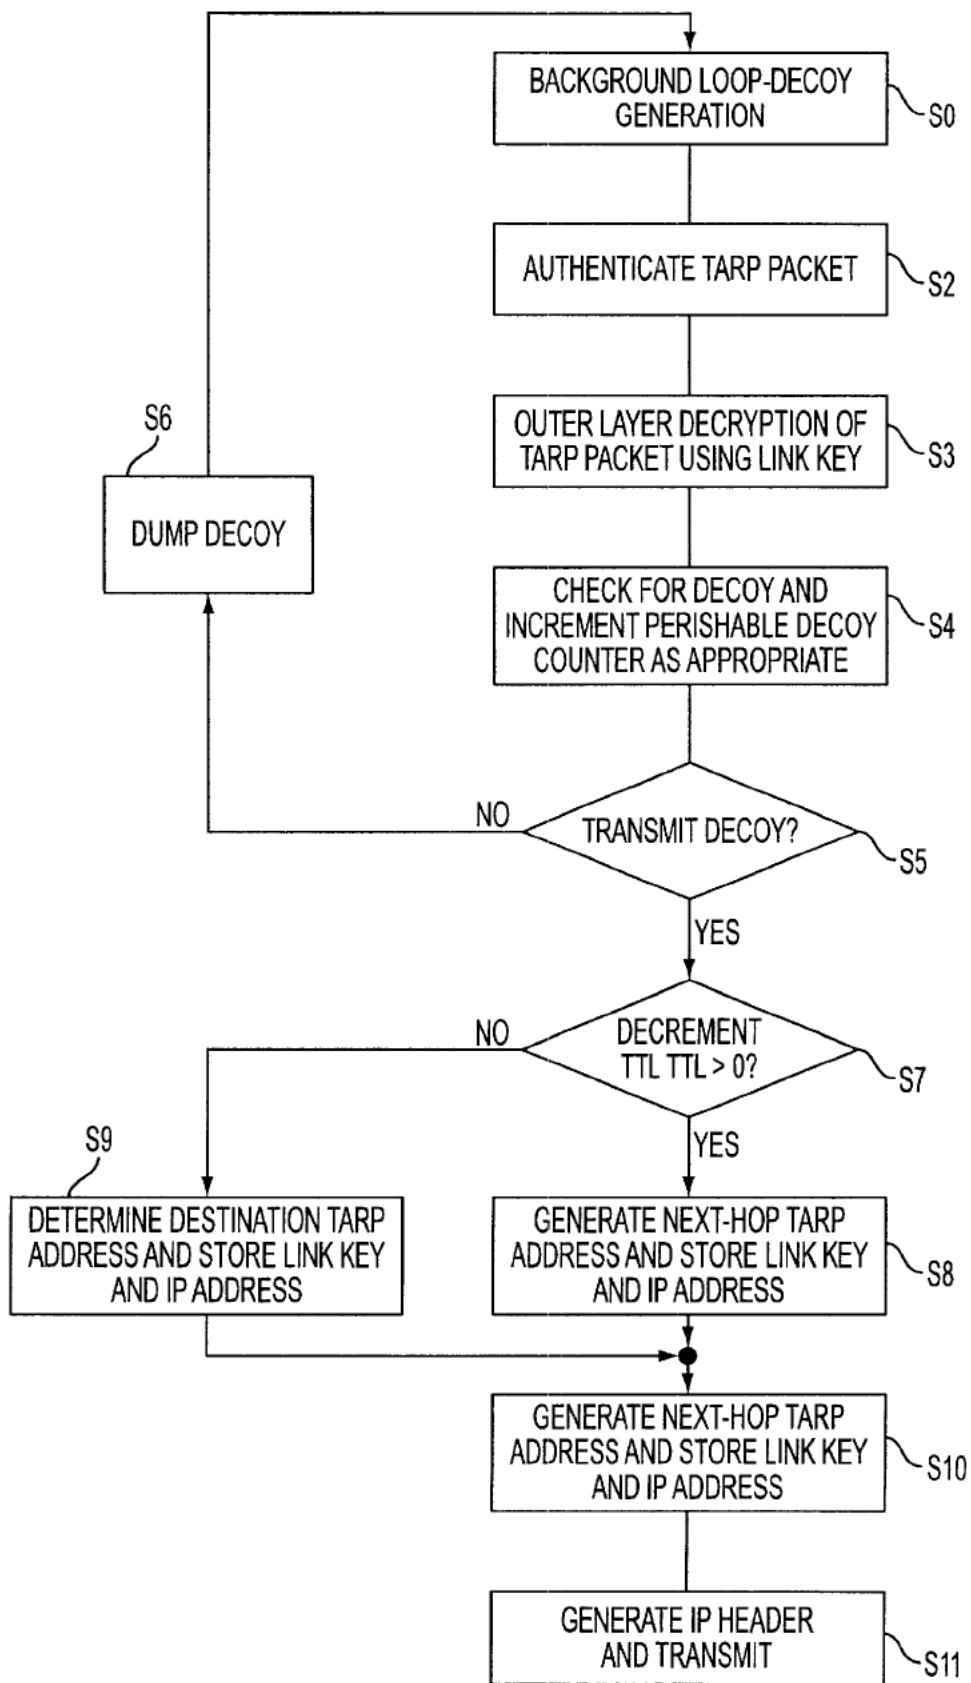 BACKGROUND LOOP-DECOY
GENERATION
S0
AUTHENTICATE TARP PACKET
S2
OUTER LAYER DECRYPTION OF
TARP PACKET USING LINK KEY
S3
S6
DUMP DECOY
CHECK FOR DECOY AND
INCREMENT PERISHABLE DECOY
COUNTER AS APPROPRIATE
S4
NO
TRANSMIT DECOY?
S5
YES
NO
DECREMENT
TTL TTL > 0?
S7
YES
S9
DETERMINE DESTINATION TARP
ADDRESS AND STORE LINK KEY
AND IP ADDRESS
GENERATE NEXT-HOP TARP
ADDRESS AND STORE LINK KEY
AND IP ADDRESS
S8
GENERATE NEXT-HOP TARP
ADDRESS AND STORE LINK KEY
AND IP ADDRESS
S10
GENERATE IP HEADER
AND TRANSMIT
S11